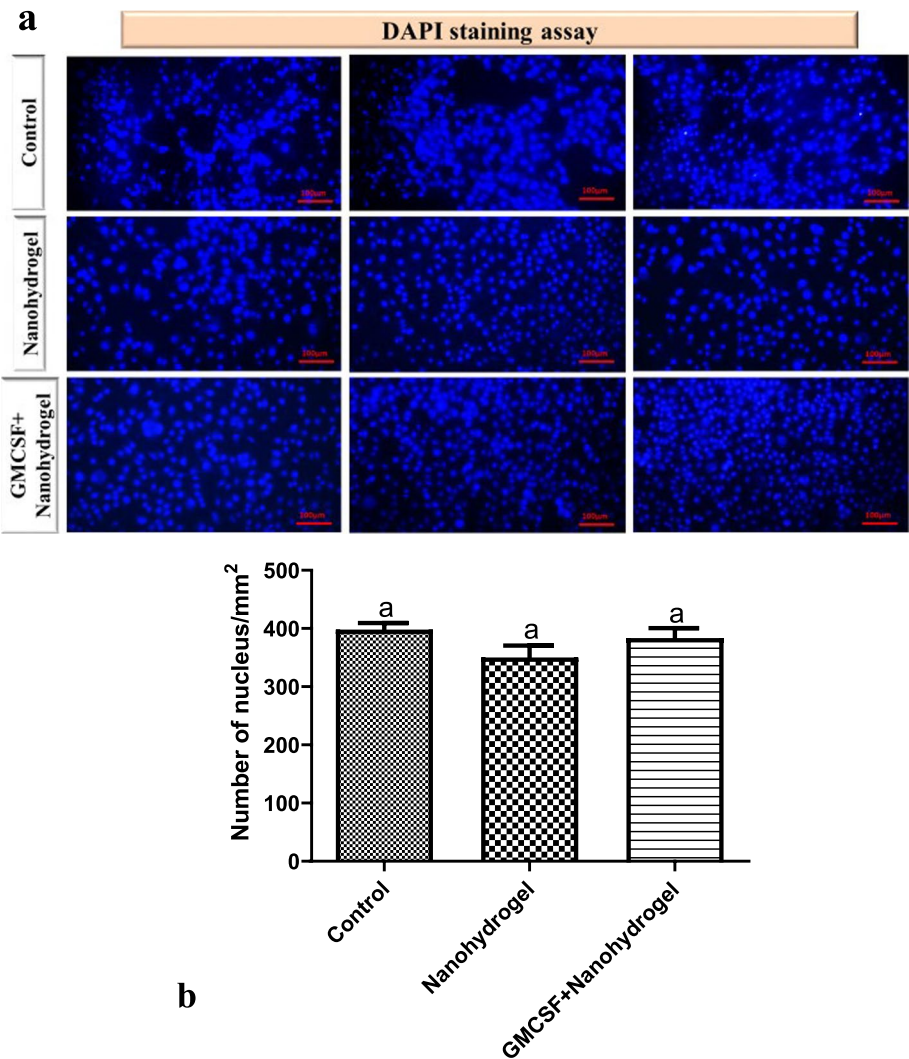 a
DAPI staining assay
Control
100μm
100μm
100μm
Nanohydrogel
100μm
100μm
100μm
GMCSF+
Nanohydrogel
100μm
100μm
100μm
Number of nucleus/mm²
500
400
300
200
100
0
a
a
a
Control
Nanohydrogel
GMCSF+Nanohydrogel
b